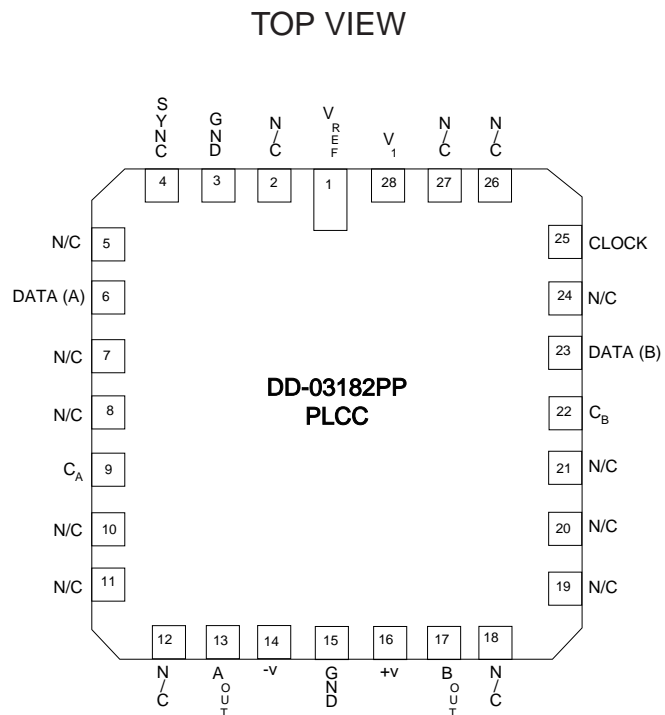 TOP VIEW
SYNC
GND
N/C
VREF
V1
N/C
N/C
4
3
2
1
28
27
26
N/C
5
25
CLOCK
DATA (A)
6
24
N/C
N/C
7
23
DATA (B)
DD-03182PP
PLCC
N/C
8
22
CB
CA
9
21
N/C
N/C
10
20
N/C
N/C
11
19
N/C
12
13
14
15
16
17
18
N/C
AOUT
-v
GND
+v
BOUT
N/C